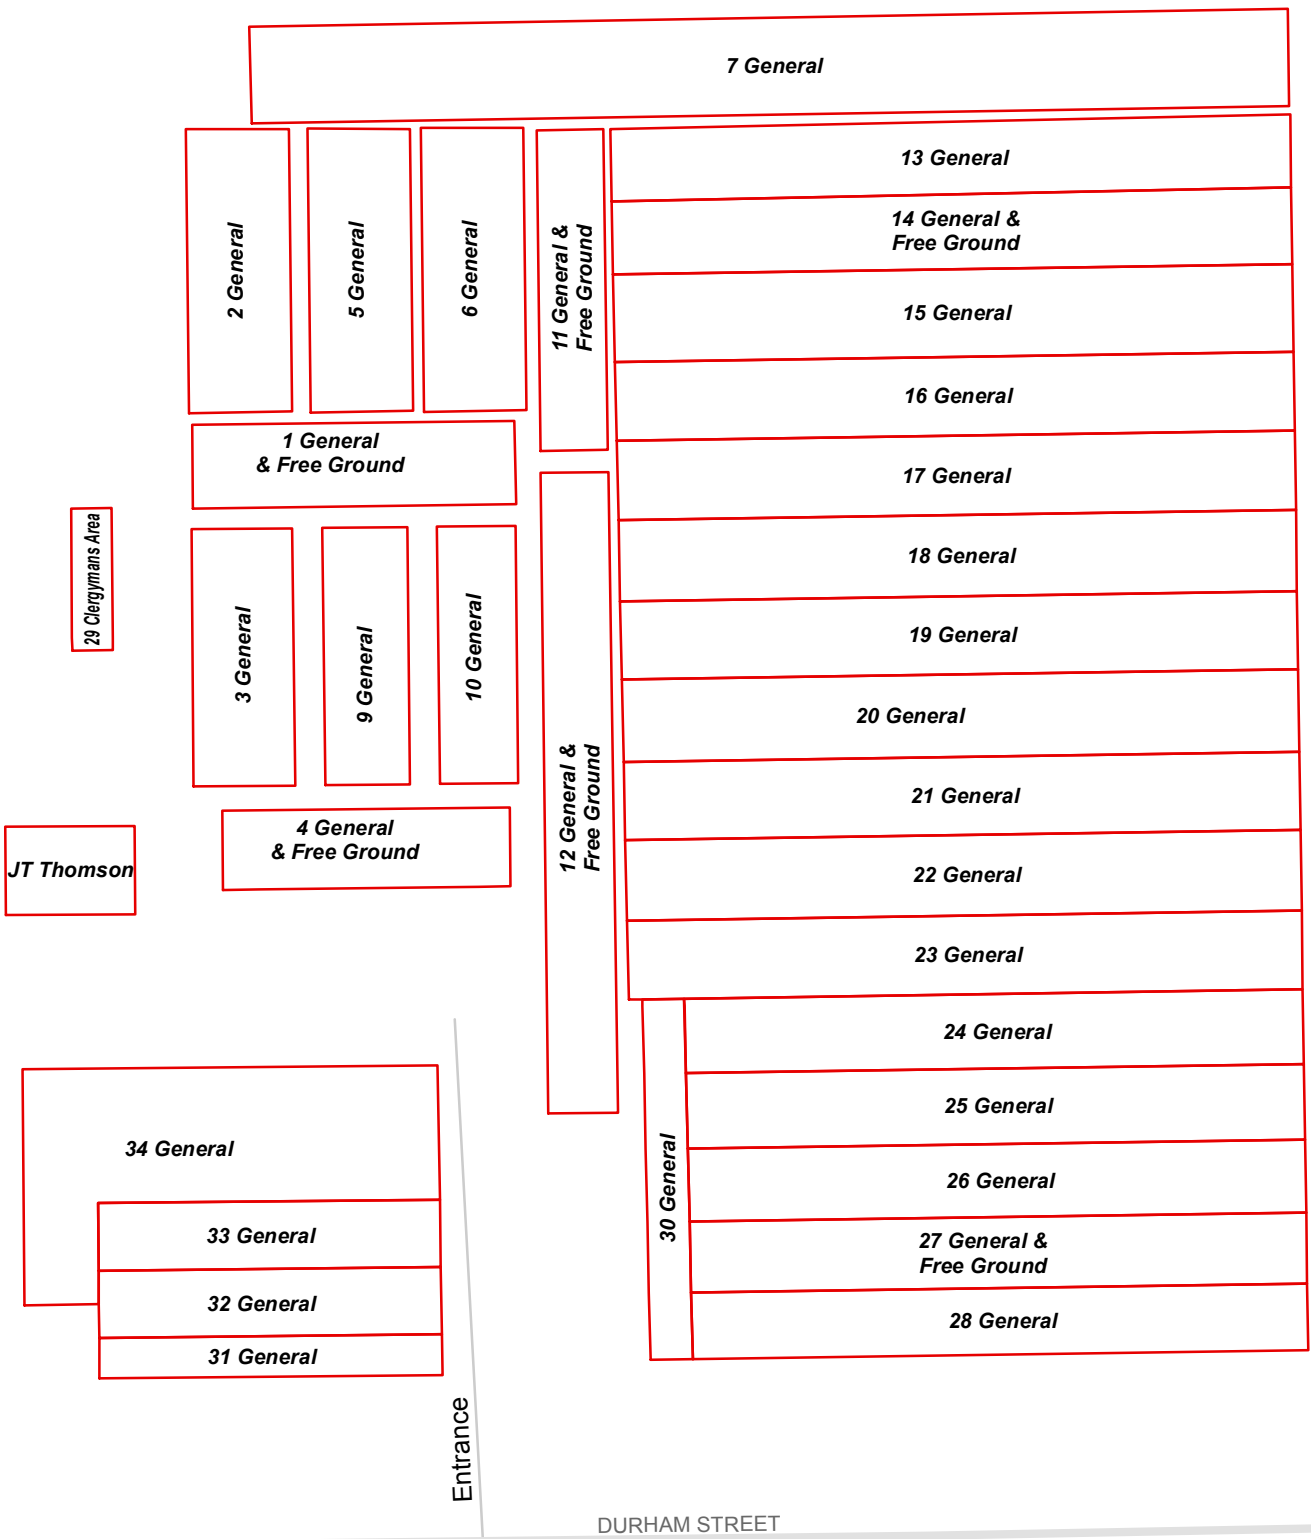 7 General
13 General
14 General &
Free Ground
15 General
16 General
17 General
18 General
19 General
20 General
21 General
22 General
23 General
24 General
25 General
26 General
27 General &
Free Ground
28 General
2 General
5 General
6 General
11 General &
Free Ground
1 General
& Free Ground
29 Clergymans Area
3 General
9 General
10 General
12 General &
Free Ground
4 General
& Free Ground
JT Thomson
30 General
34 General
33 General
32 General
31 General
Entrance
DURHAM STREET